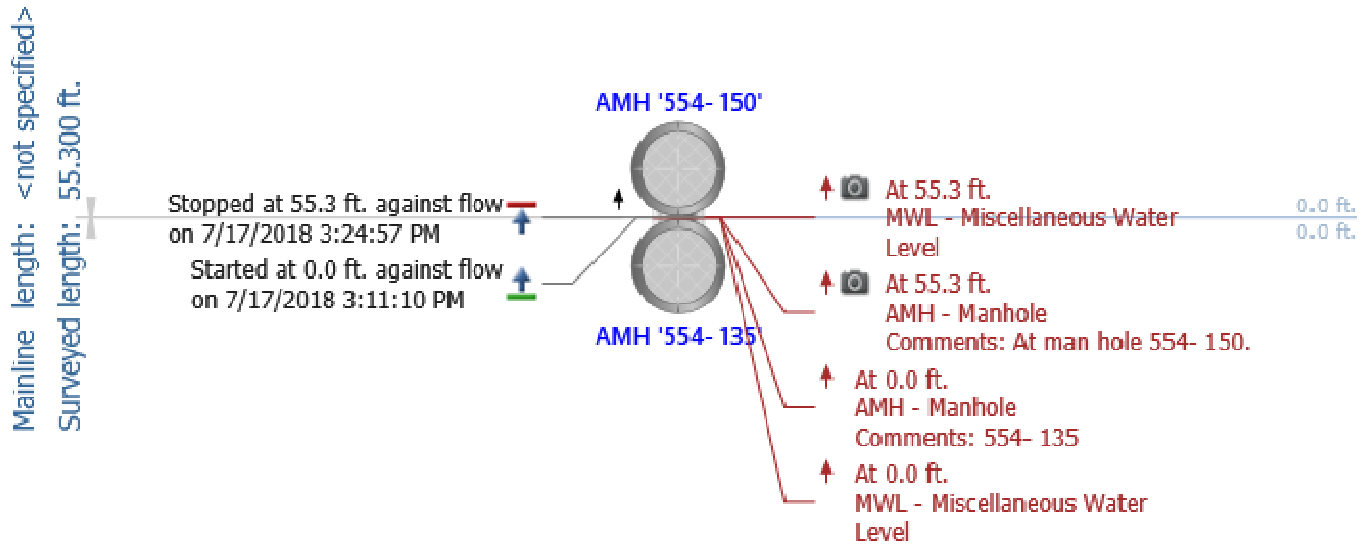 Mainline length: <not specified>
Surveyed length: 55.300 ft.
AMH '554- 150'
Stopped at 55.3 ft. against flow
on 7/17/2018 3:24:57 PM
Started at 0.0 ft. against flow
on 7/17/2018 3:11:10 PM
AMH '554- 135'
At 55.3 ft.
MWL - Miscellaneous Water
Level
0.0 ft.
0.0 ft.
At 55.3 ft.
AMH - Manhole
Comments: At man hole 554- 150.
At 0.0 ft.
AMH - Manhole
Comments: 554- 135
At 0.0 ft.
MWL - Miscellaneous Water
Level